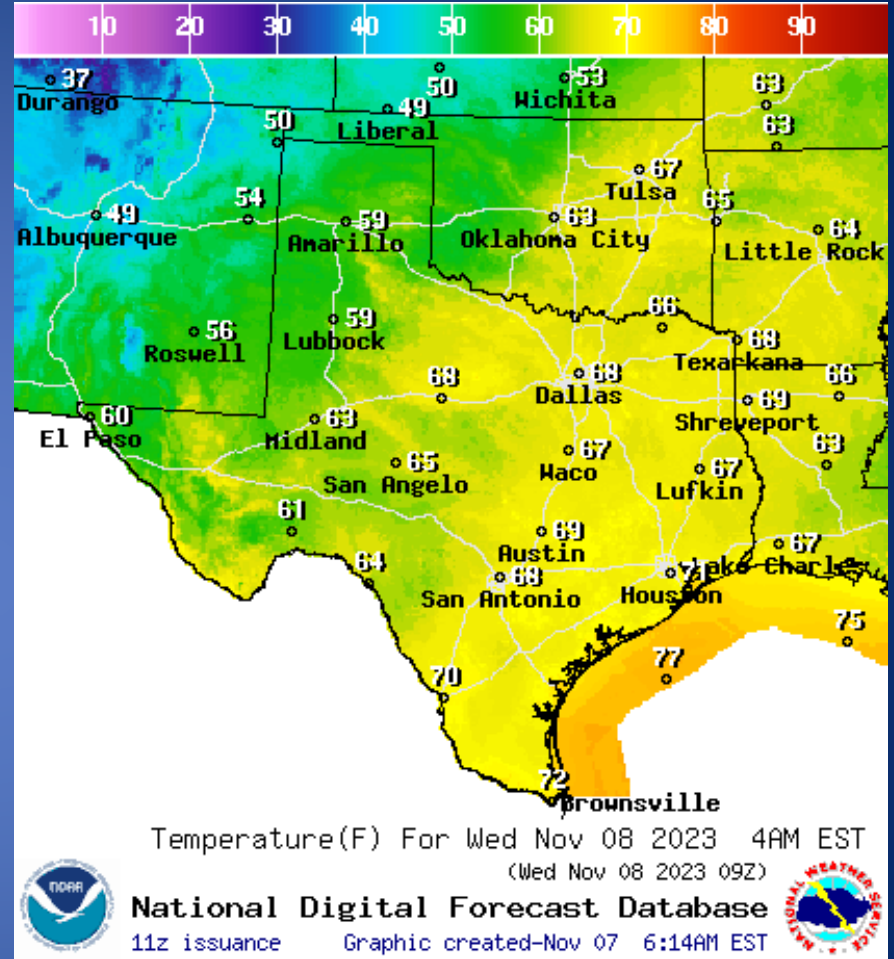 10 20 30 40 50 60 70 80 90
37
Durango
50
53
Wichita
63
49
Liberal
50
63
67
Tulsa
54
49
Albuquerque
59
Amarillo
63
Oklahoma City
65
64
Little Rock
56
Roswell
59
Lubbock
66
68
Texarkana
68
68
Dallas
69
Shreveport
66
60
El Paso
63
Midland
65
San Angelo
67
Waco
67
Lufkin
63
61
69
Austin
67
Lake Charles
64
68
San Antonio
71
Houston
75
70
77
72
Brownsville
Temperature(F) For Wed Nov 08 2023 4AM EST
(Wed Nov 08 2023 09Z)
NOAA
National Digital Forecast Database
11z issuance Graphic created-Nov 07 6:14AM EST
NATIONAL WEATHER SERVICE